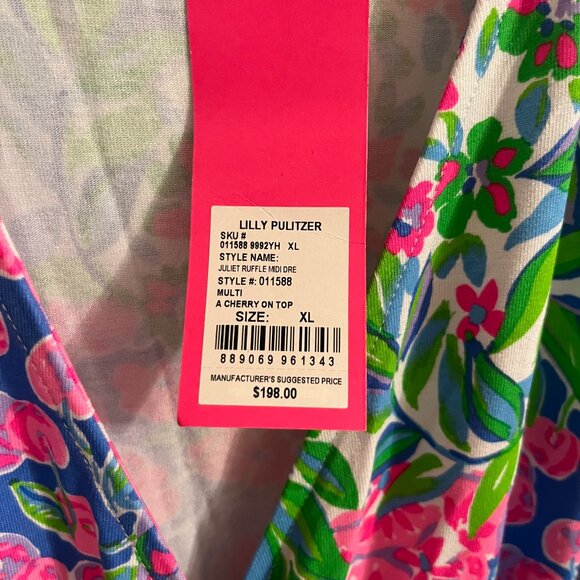 LILLY PULITZER
SKU #
011588 9992YH XL
STYLE NAME:
JULIET RUFFLE MIDI DRE
STYLE #: 011588
MULTI
A CHERRY ON TOP
SIZE: XL
889069 961343
MANUFACTURER'S SUGGESTED PRICE
$198.00